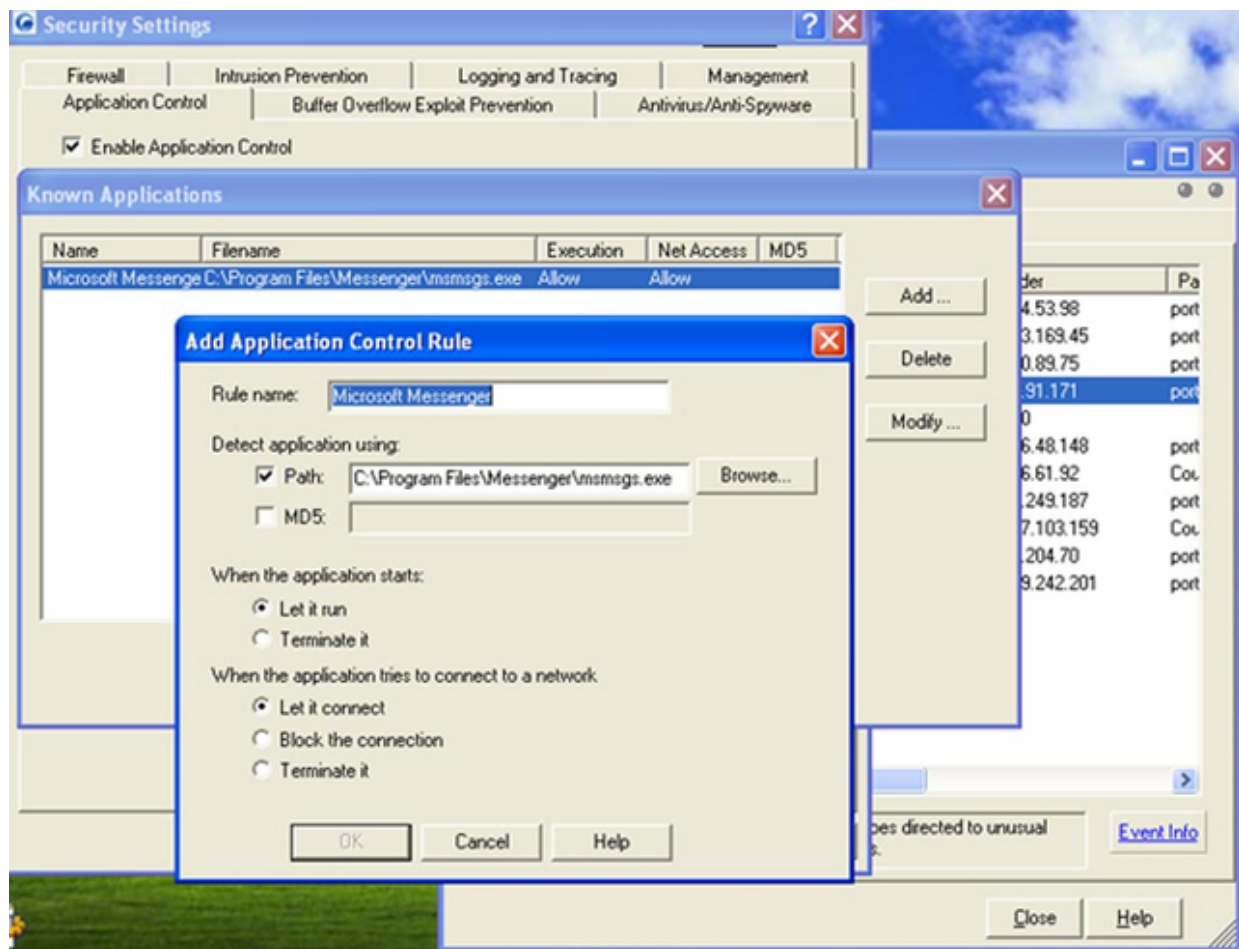 Security Settings
Firewall Intrusion Prevention Logging and Tracing Management
Application Control Buffer Overflow Exploit Prevention Antivirus/Anti-Spyware
Enable Application Control
Known Applications
Name Filename Execution Net Access MD5
Microsoft Messenge C:\Program Files\Messenger\msmsgs.exe Allow Allow
Add ...
Delete
Modify ...
Add Application Control Rule
Rule name: Microsoft Messenger
Detect application using:
Path: C:\Program Files\Messenger\msmsgs.exe Browse...
MD5:
When the application starts:
Let it run
Terminate it
When the application tries to connect to a network
Let it connect
Block the connection
Terminate it
OK Cancel Help
der Pa
4.53.98 port
3.169.45 port
0.89.75 port
.91.171 port
0
6.48.148 port
6.61.92 Cou
.249.187 port
7.103.159 Cou
.204.70 port
9.242.201 port
bes directed to unusual
s.
Event Info
Close Help